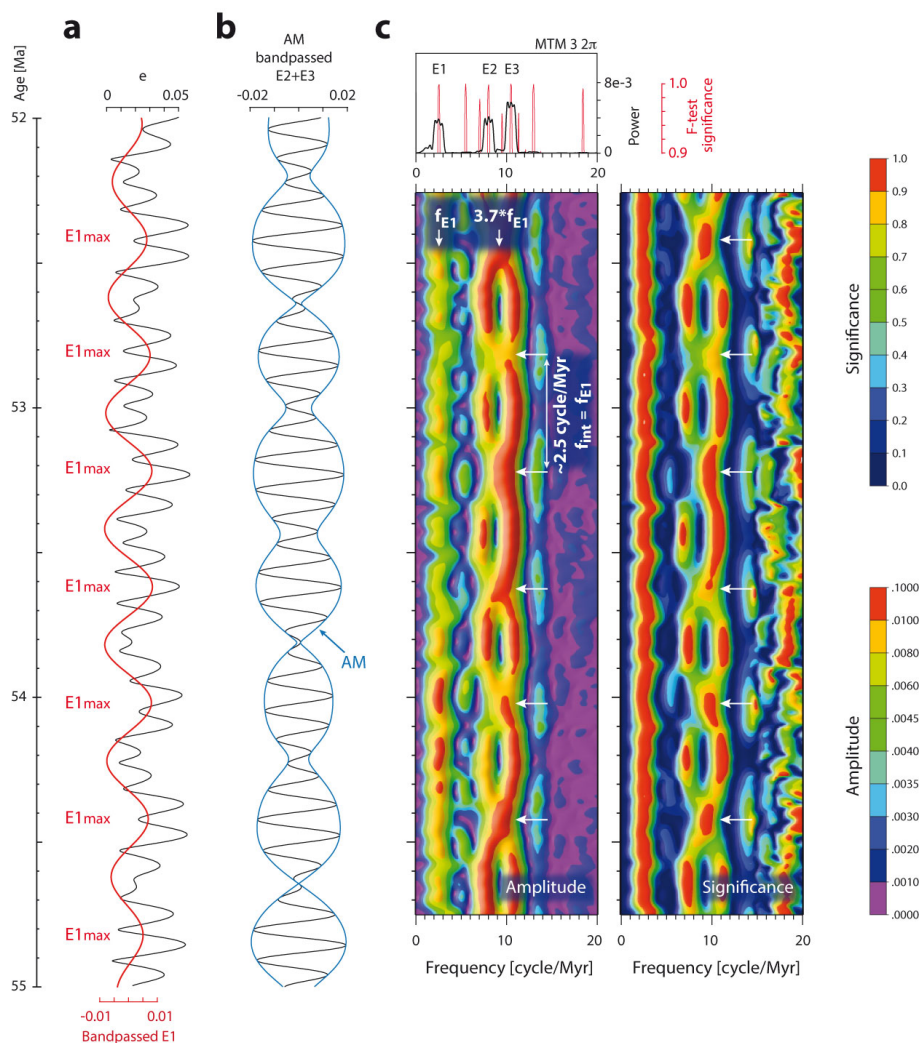 a
b
c
Age [Ma]
e
0 0.05
AM
bandpassed
E2+E3
-0.02 0.02
MTM 3 2π
E1 E2 E3
8e-3
0
Power
1.0
0.9
F-test
significance
0 10 20
52
53
54
55
E1max
E1max
E1max
E1max
E1max
E1max
E1max
AM
fE1
3.7*fE1
~2.5 cycle/Myr
fint = fE1
Amplitude
Significance
0 10 20
0 10 20
Frequency [cycle/Myr]
Frequency [cycle/Myr]
-0.01 0.01
Bandpassed E1
Significance
1.0
0.9
0.8
0.7
0.6
0.5
0.4
0.3
0.2
0.1
0.0
Amplitude
.1000
.0100
.0080
.0060
.0045
.0040
.0035
.0030
.0020
.0010
.0000